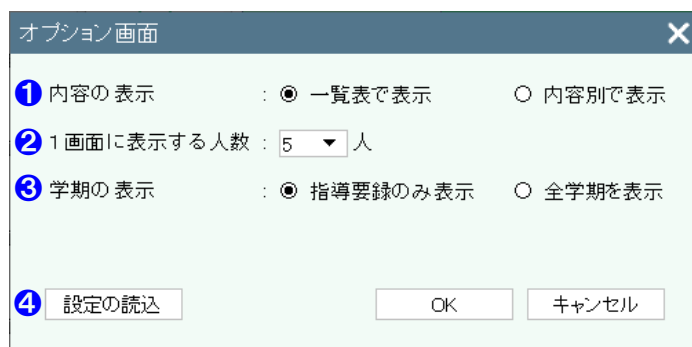 オプション画面
❶ 内容の表示 : ◉ 一覧表で表示 ○ 内容別で表示
❷ 1画面に表示する人数 : 5 ▼ 人
❸ 学期の表示 : ◉ 指導要録のみ表示 ○ 全学期を表示
❹ 設定の読込 OK キャンセル